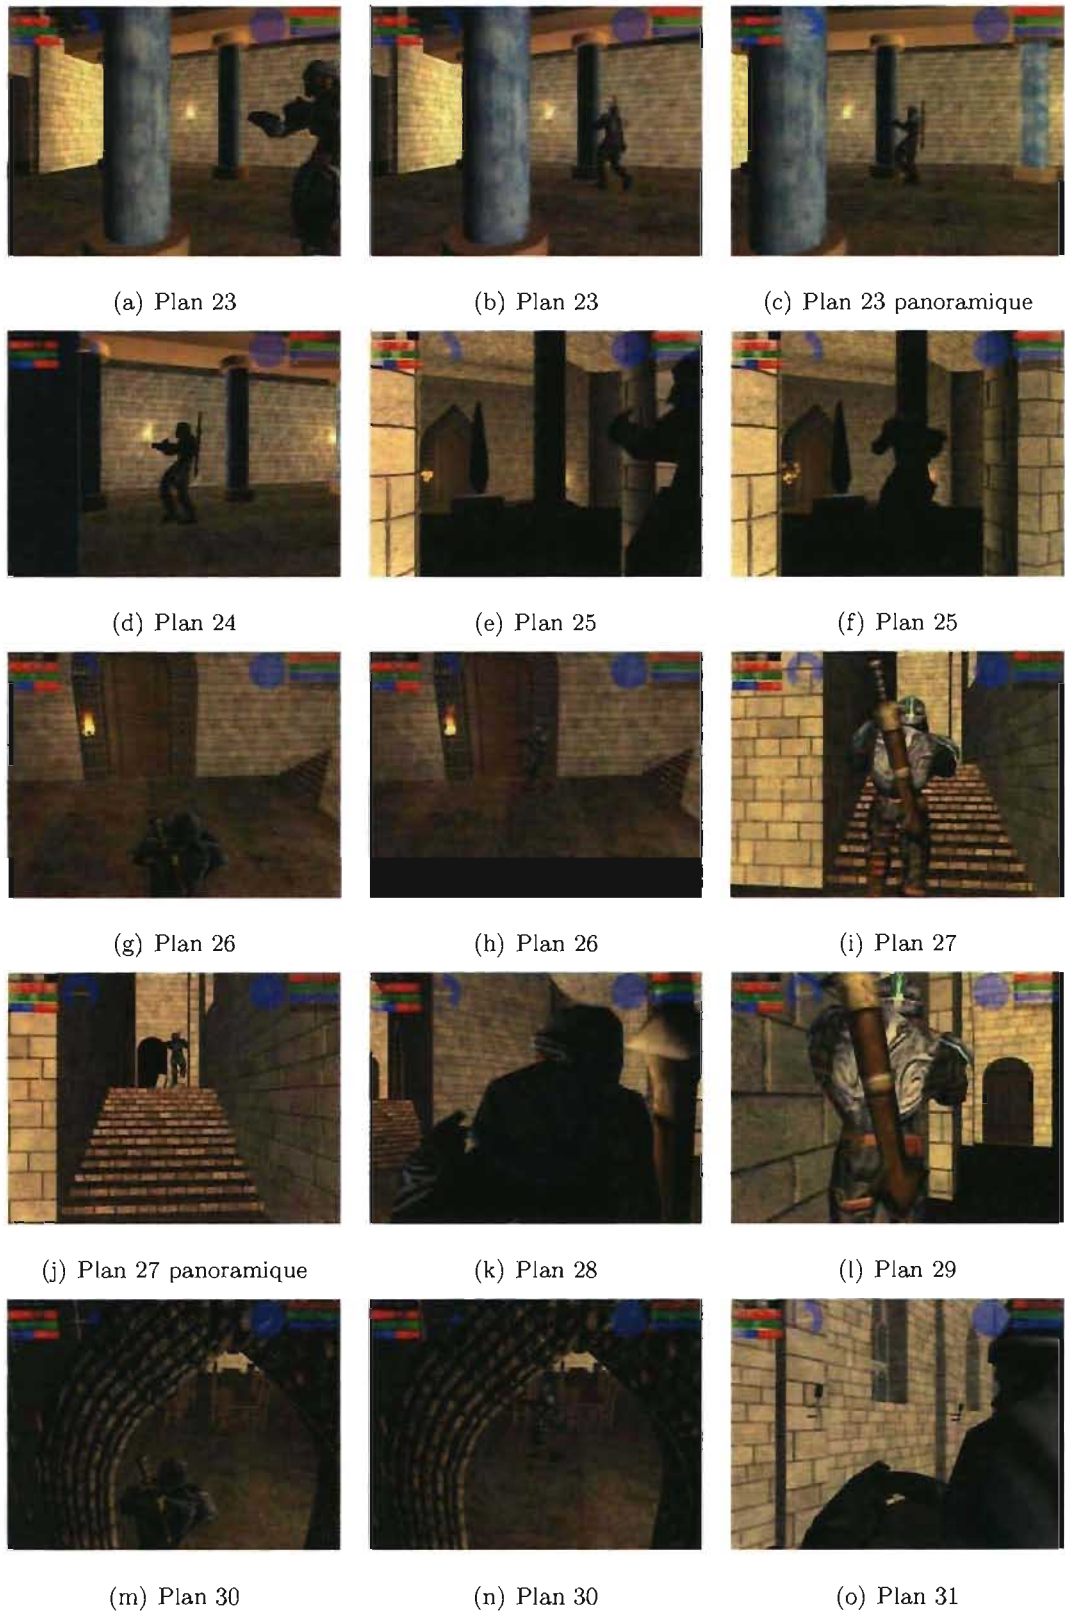 (a) Plan 23
(b) Plan 23
(c) Plan 23 panoramique
(d) Plan 24
(e) Plan 25
(f) Plan 25
(g) Plan 26
(h) Plan 26
(i) Plan 27
(j) Plan 27 panoramique
(k) Plan 28
(l) Plan 29
(m) Plan 30
(n) Plan 30
(o) Plan 31